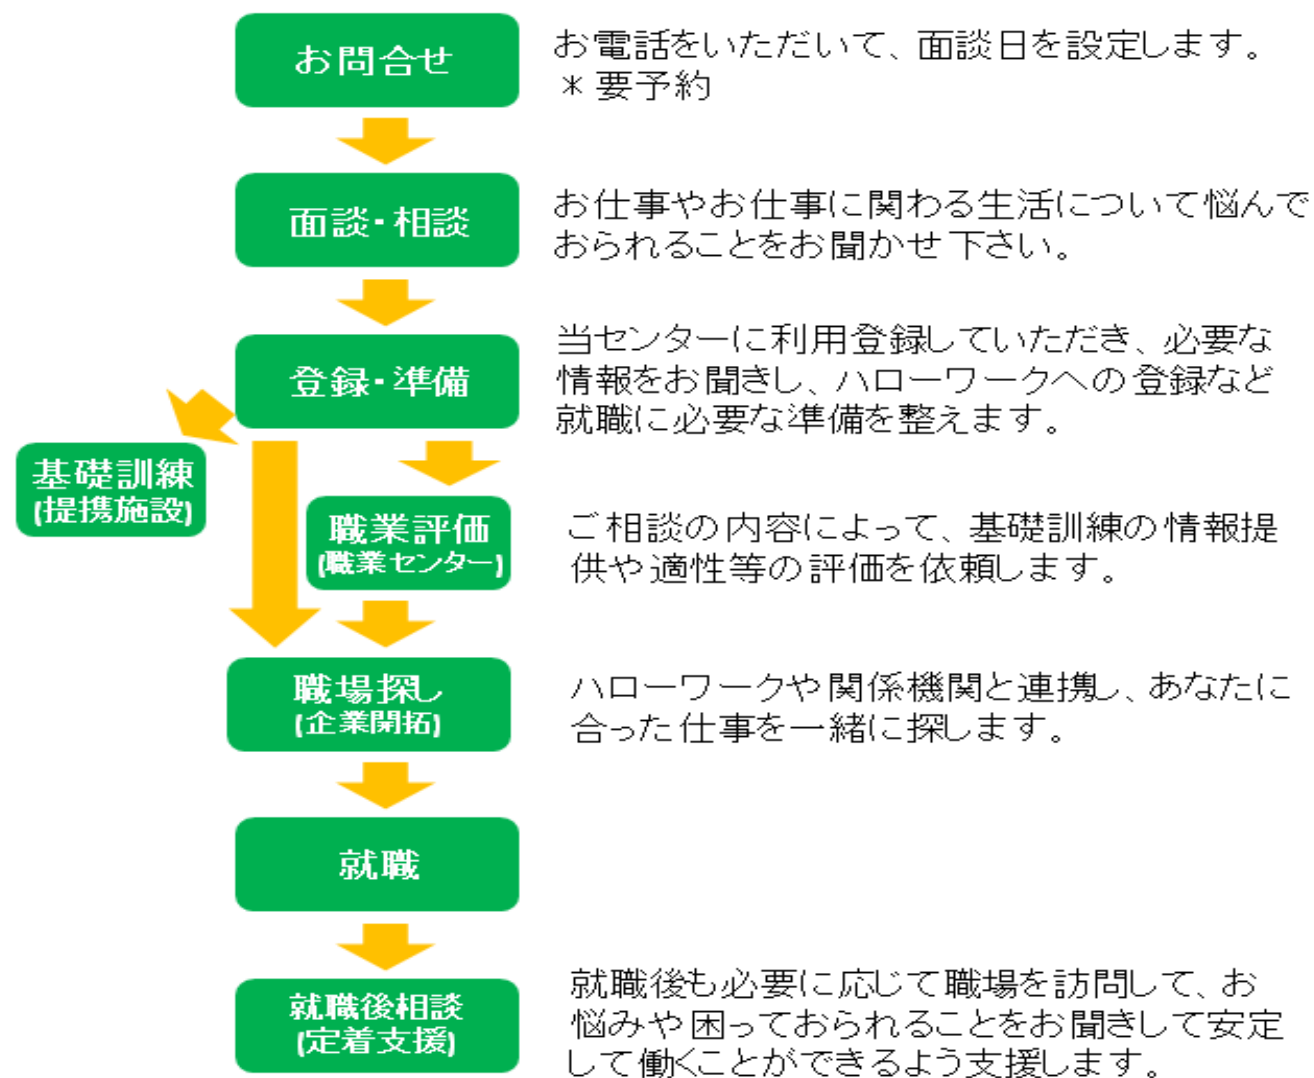 お問合せ
お電話をいただいて、面談日を設定します。
＊要予約
面談・相談
お仕事やお仕事に関わる生活について悩んで
おられることをお聞かせ下さい。
登録・準備
当センターに利用登録していただき、必要な
情報をお聞きし、ハローワークへの登録など
就職に必要な準備を整えます。
基礎訓練
(提携施設)
職業評価
(職業センター)
ご相談の内容によって、基礎訓練の情報提
供や適性等の評価を依頼します。
職場探し
(企業開拓)
ハローワークや関係機関と連携し、あなたに
合った仕事を一緒に探します。
就職
就職後相談
(定着支援)
就職後も必要に応じて職場を訪問して、お
悩みや困っておられることをお聞きして安定
して働くことができるよう支援します。